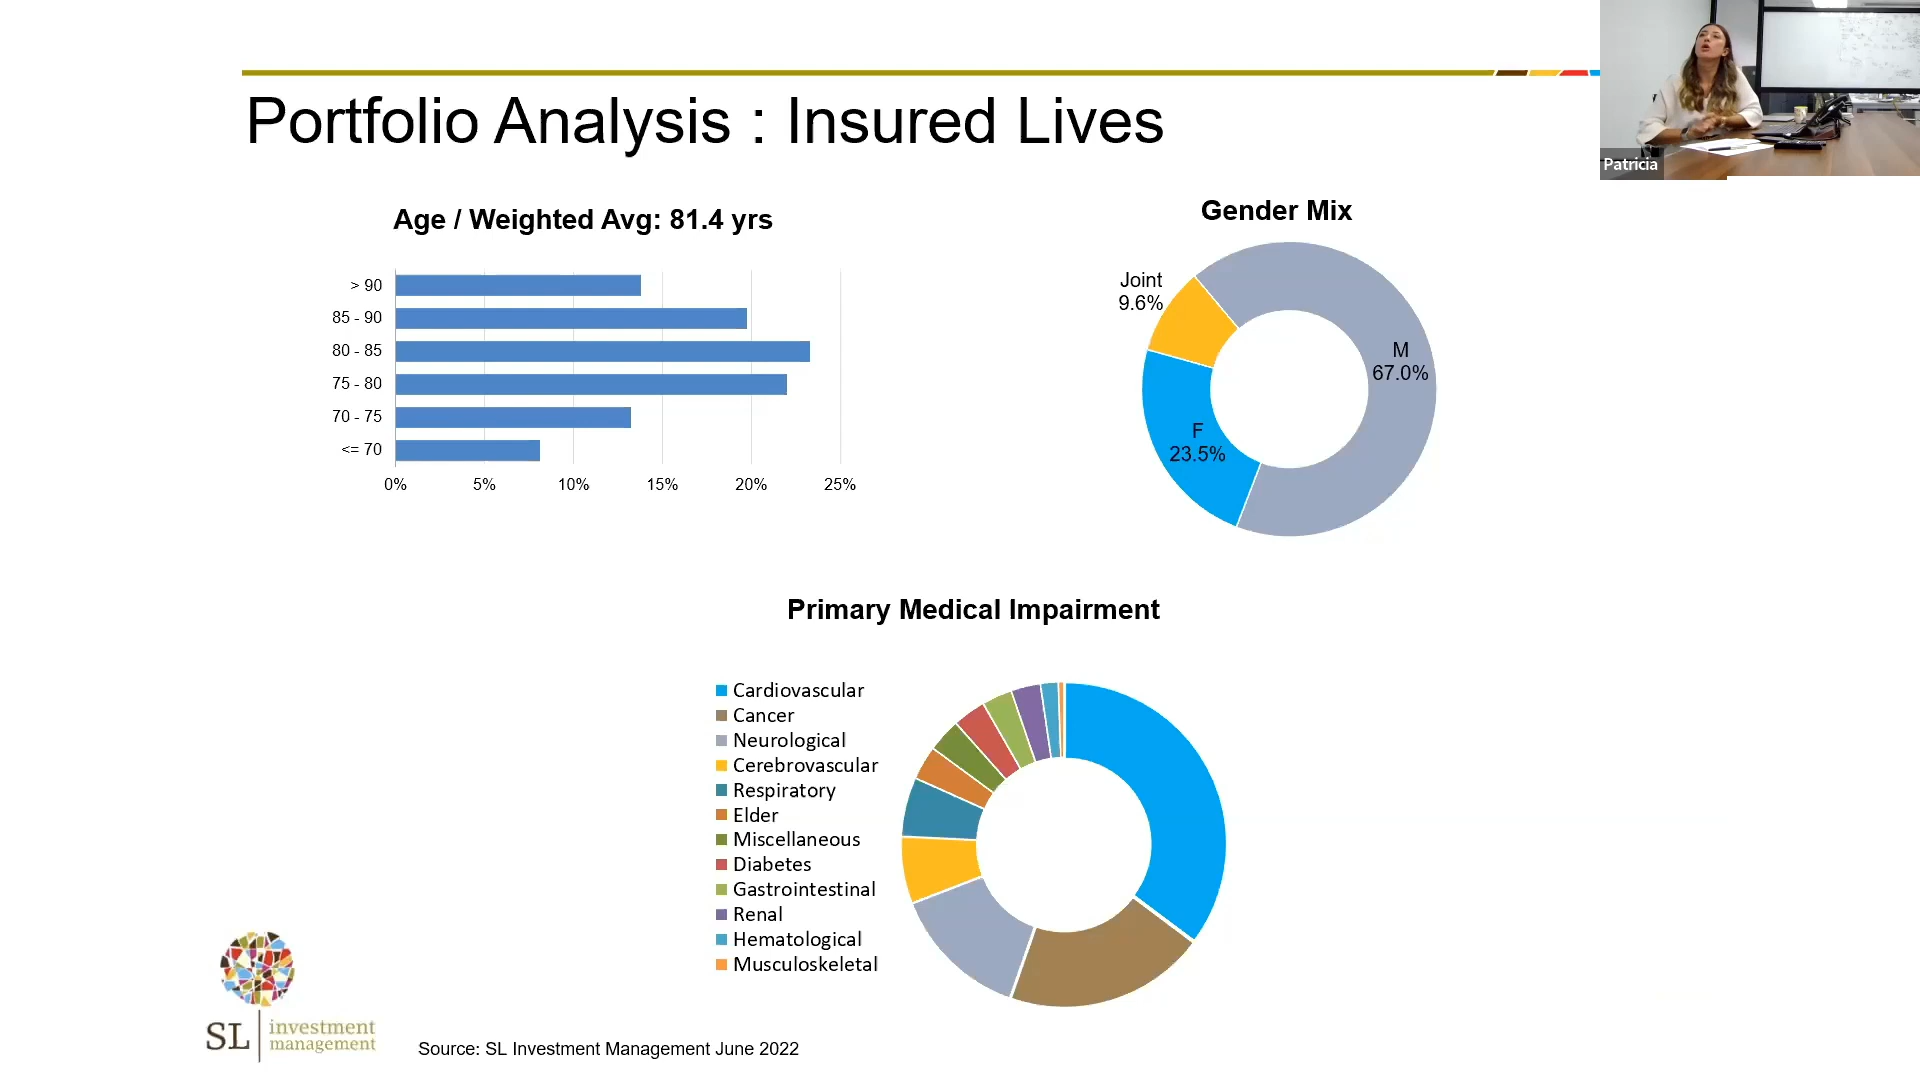 Portfolio Analysis : Insured Lives
Patricia
Age / Weighted Avg: 81.4 yrs
> 90
85 - 90
80 - 85
75 - 80
70 - 75
<= 70
0% 5% 10% 15% 20% 25%
Gender Mix
Joint
9.6%
M
67.0%
F
23.5%
Primary Medical Impairment
Cardiovascular
Cancer
Neurological
Cerebrovascular
Respiratory
Elder
Miscellaneous
Diabetes
Gastrointestinal
Renal
Hematological
Musculoskeletal
SL investment
management
Source: SL Investment Management June 2022